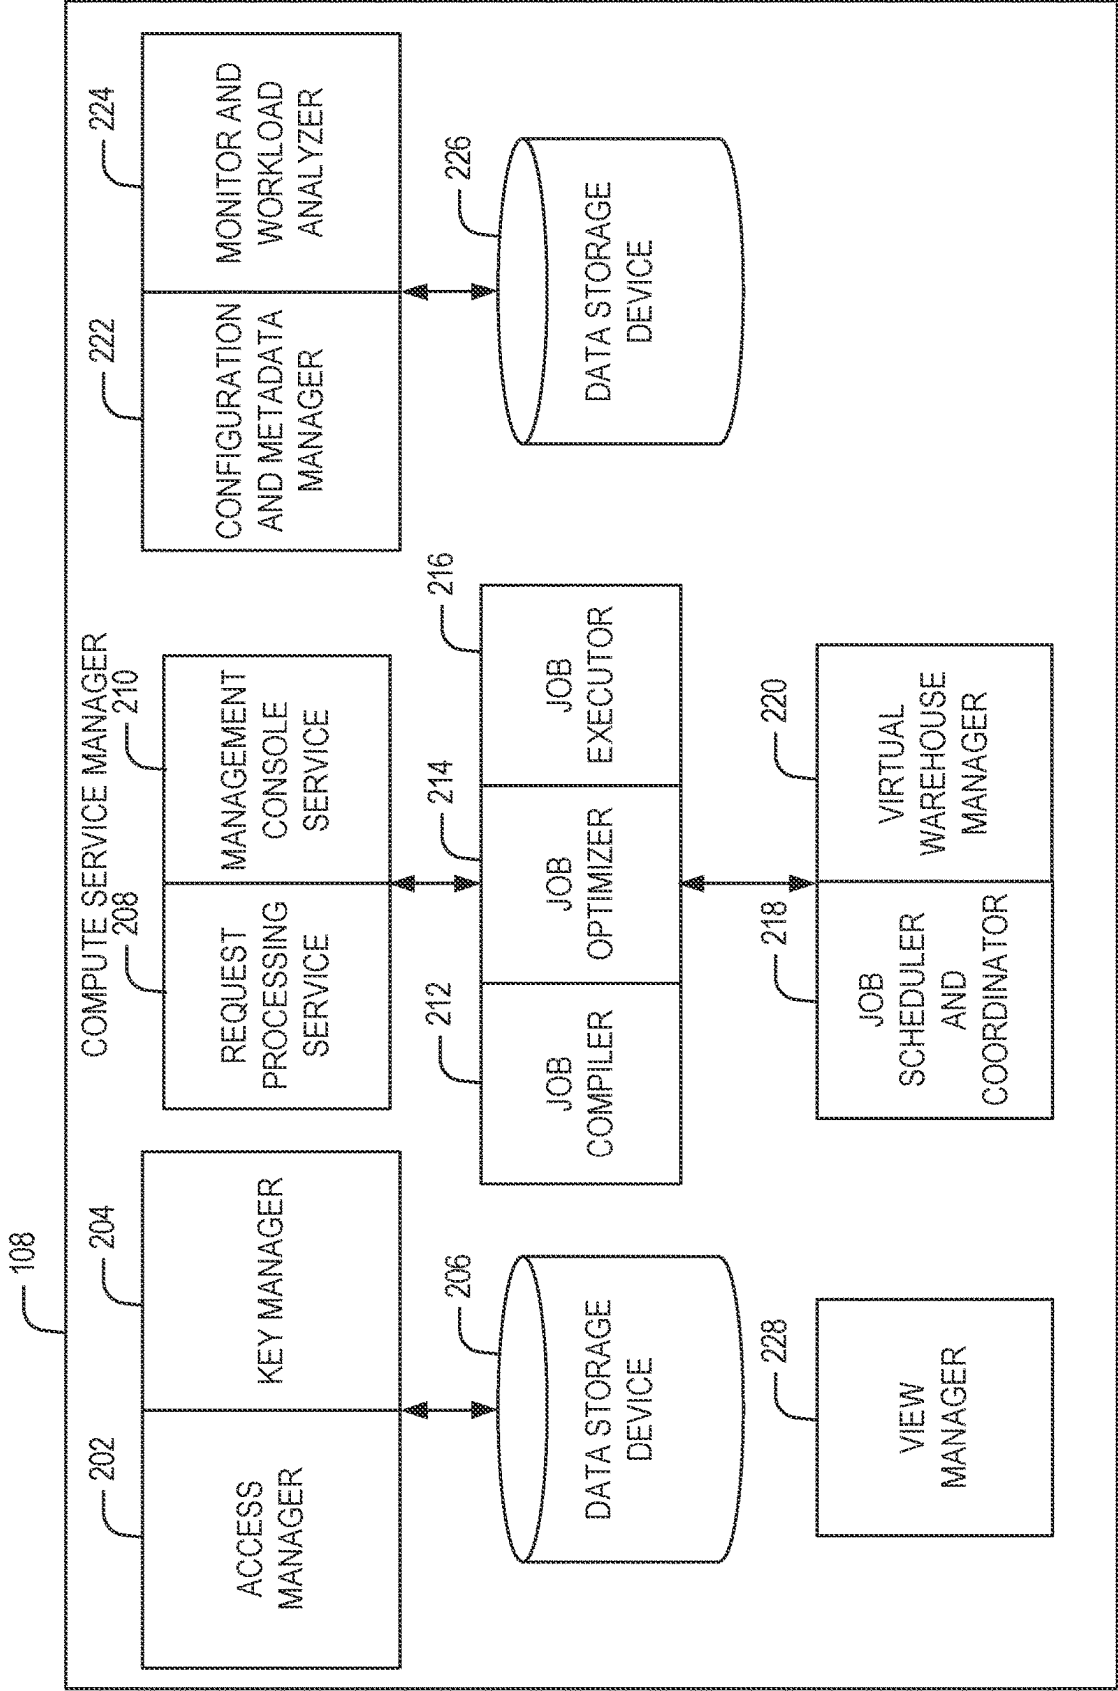 108
COMPUTE SERVICE MANAGER
202
ACCESS
MANAGER
204
KEY MANAGER
208
REQUEST
PROCESSING
SERVICE
210
MANAGEMENT
CONSOLE
SERVICE
222
CONFIGURATION
AND METADATA
MANAGER
224
MONITOR AND
WORKLOAD
ANALYZER
206
DATA STORAGE
DEVICE
212
JOB
COMPILER
214
JOB
OPTIMIZER
216
JOB
EXECUTOR
226
DATA STORAGE
DEVICE
228
VIEW
MANAGER
218
JOB
SCHEDULER
AND
COORDINATOR
220
VIRTUAL
WAREHOUSE
MANAGER